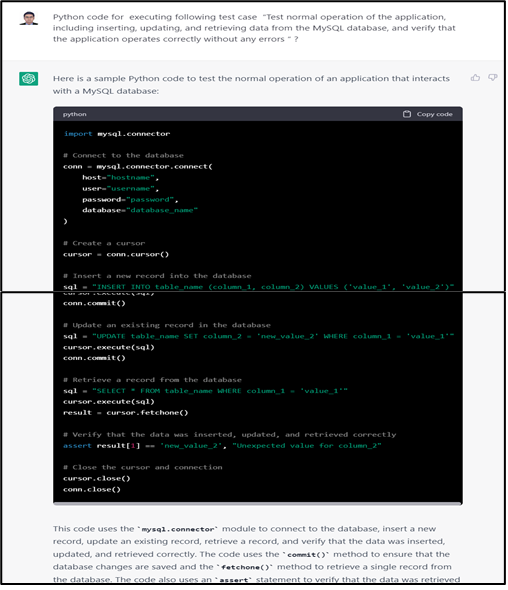 Python code for executing following test case "Test normal operation of the application,
including inserting, updating, and retrieving data from the MySQL database, and verify that
the application operates correctly without any errors " ?
Here is a sample Python code to test the normal operation of an application that interacts
with a MySQL database:
python
Copy code
import mysql.connector
# Connect to the database
conn = mysql.connector.connect(
    host="hostname",
    user="username",
    password="password",
    database="database_name"
)
# Create a cursor
cursor = conn.cursor()
# Insert a new record into the database
sql = "INSERT INTO table_name (column_1, column_2) VALUES ('value_1', 'value_2')"
cursor.execute(sql)
conn.commit()
# Update an existing record in the database
sql = "UPDATE table_name SET column_2 = 'new_value_2' WHERE column_1 = 'value_1'"
cursor.execute(sql)
conn.commit()
# Retrieve a record from the database
sql = "SELECT * FROM table_name WHERE column_1 = 'value_1'"
cursor.execute(sql)
result = cursor.fetchone()
# Verify that the data was inserted, updated, and retrieved correctly
assert result[1] == 'new_value_2', "Unexpected value for column_2"
# Close the cursor and connection
cursor.close()
conn.close()
This code uses the `mysql.connector` module to connect to the database, insert a new
record, update an existing record, retrieve a record, and verify that the data was inserted,
updated, and retrieved correctly. The code uses the `commit()` method to ensure that the
database changes are saved and the `fetchone()` method to retrieve a single record from
the database. The code also uses an `assert` statement to verify that the data was retrieved